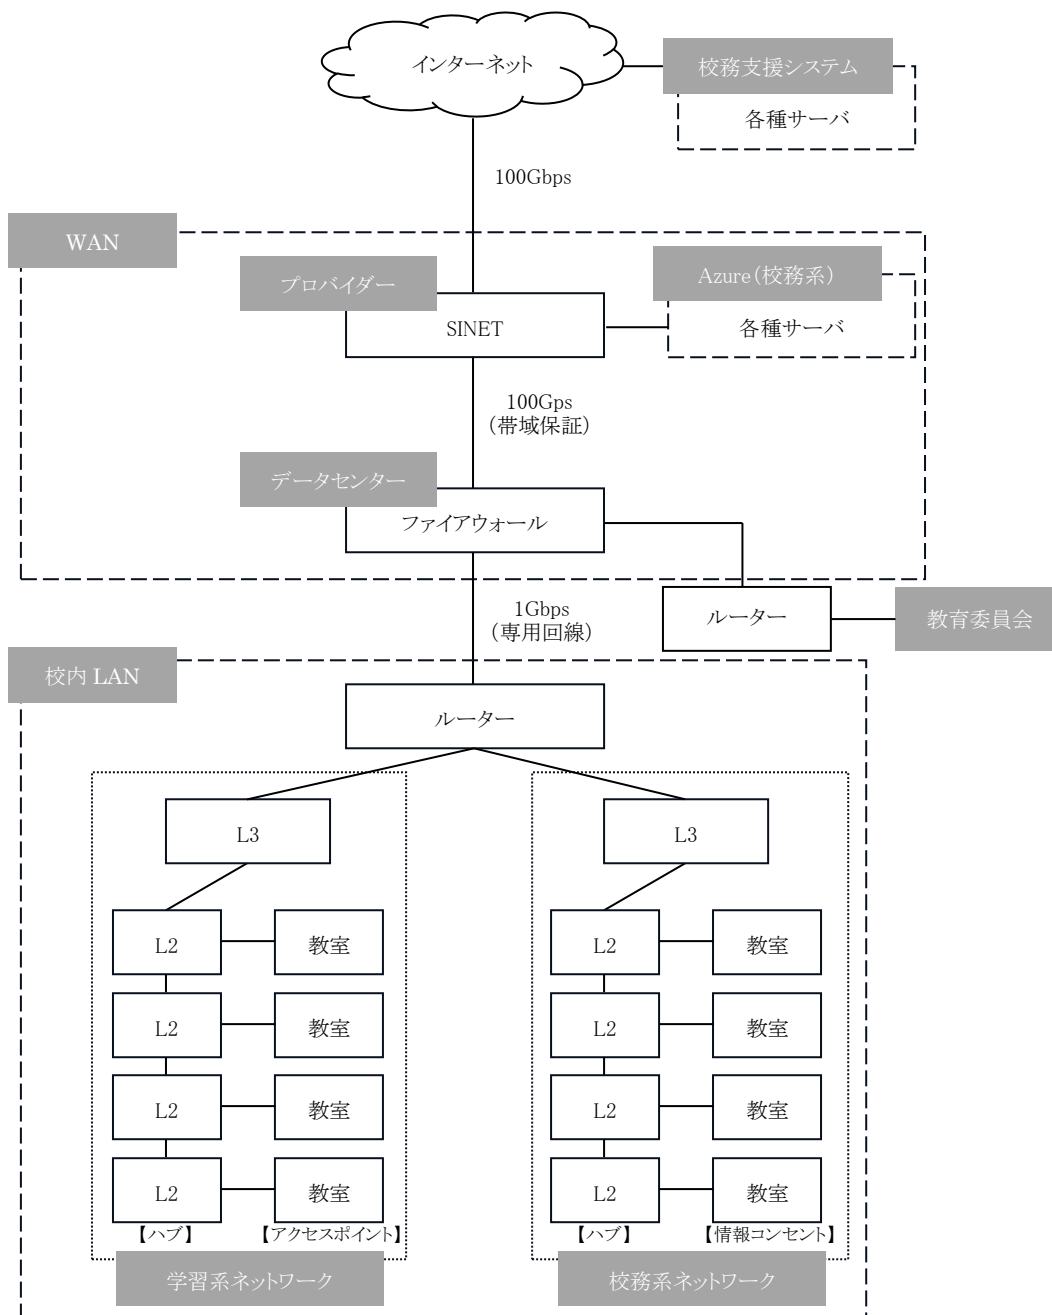 インターネット
校務支援システム
各種サーバ
100Gbps
WAN
プロバイダー
SINET
Azure（校務系）
各種サーバ
100Gps
（帯域保証）
データセンター
ファイアウォール
1Gbps
（専用回線）
ルーター
教育委員会
校内 LAN
ルーター
L3
L2
教室
L2
教室
L2
教室
L2
教室
【ハブ】
【アクセスポイント】
学習系ネットワーク
L3
L2
教室
L2
教室
L2
教室
L2
教室
【ハブ】
【情報コンセント】
校務系ネットワーク